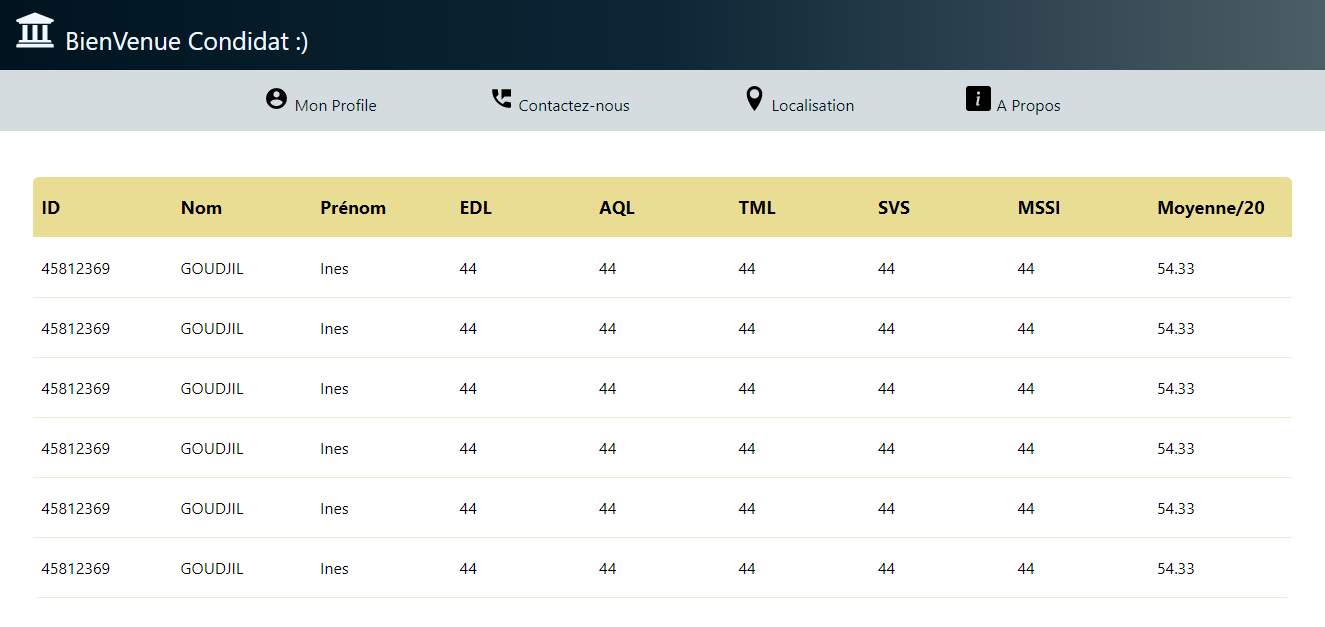 BienVenue Condidat :)
Mon Profile Contactez-nous Localisation A Propos
ID Nom Prénom EDL AQL TML SVS MSSI Moyenne/20
45812369 GOUDJIL Ines 44 44 44 44 44 54.33
45812369 GOUDJIL Ines 44 44 44 44 44 54.33
45812369 GOUDJIL Ines 44 44 44 44 44 54.33
45812369 GOUDJIL Ines 44 44 44 44 44 54.33
45812369 GOUDJIL Ines 44 44 44 44 44 54.33
45812369 GOUDJIL Ines 44 44 44 44 44 54.33